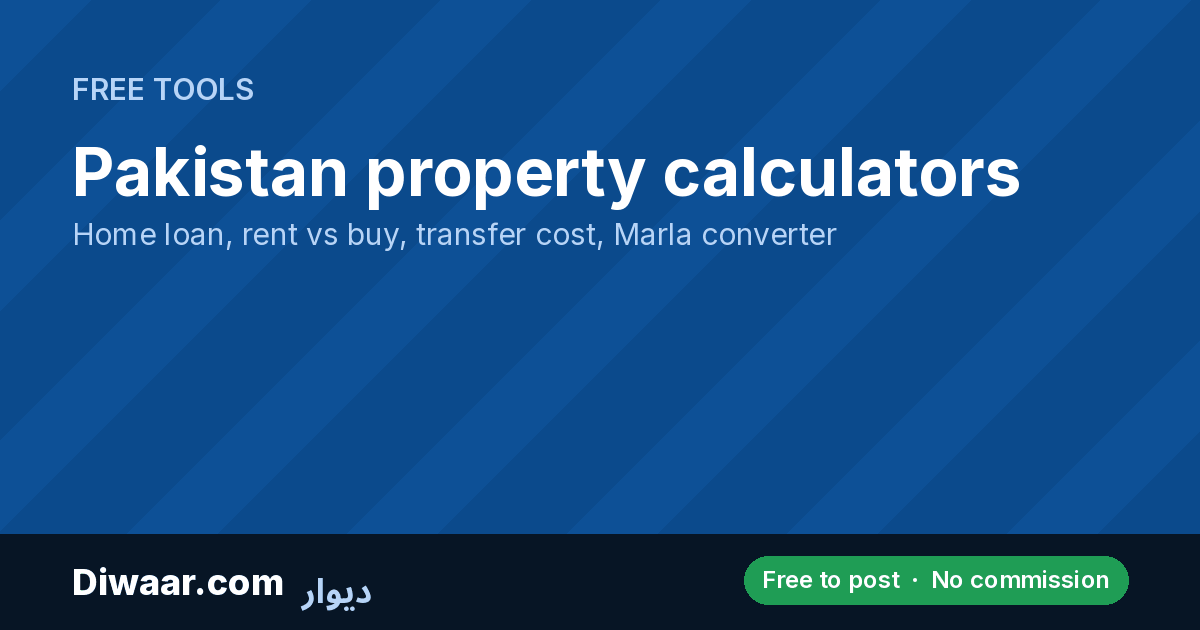 FREE TOOLS
Pakistan property calculators
Home loan, rent vs buy, transfer cost, Marla converter
Diwaar.com دیوار
Free to post · No commission